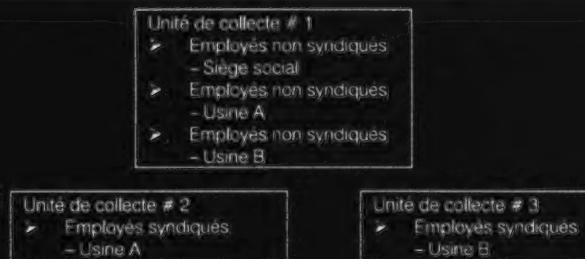 Unité de collecte # 1
➢ Employés non syndiqués
– Siège social
➢ Employés non syndiqués
– Usine A
➢ Employés non syndiqués
– Usine B
Unité de collecte # 2
➢ Employés syndiqués
– Usine A
Unité de collecte # 3
➢ Employés syndiqués
– Usine B